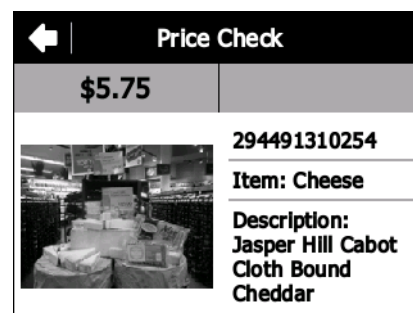 Price Check
$5.75
294491310254
Item: Cheese
Description:
Jasper Hill Cabot
Cloth Bound
Cheddar